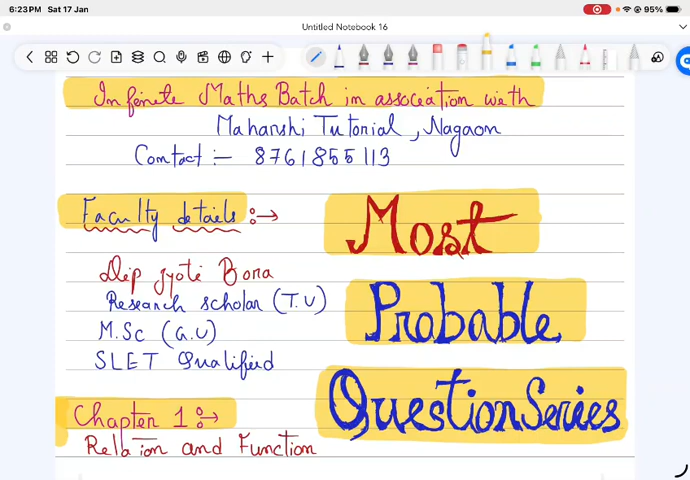 6:23 PM Sat 17 Jan
95%
Untitled Notebook 16
Infinite Maths Batch in association with
Maharshi Tutorial, Nagaon
Contact :- 8761855113
Faculty details :→
Dip Jyoti Bora
Research scholar (T.U)
M.Sc (G.U)
SLET Qualified
Most
Probable
Question Series
Chapter 1 :→
Relation and Function